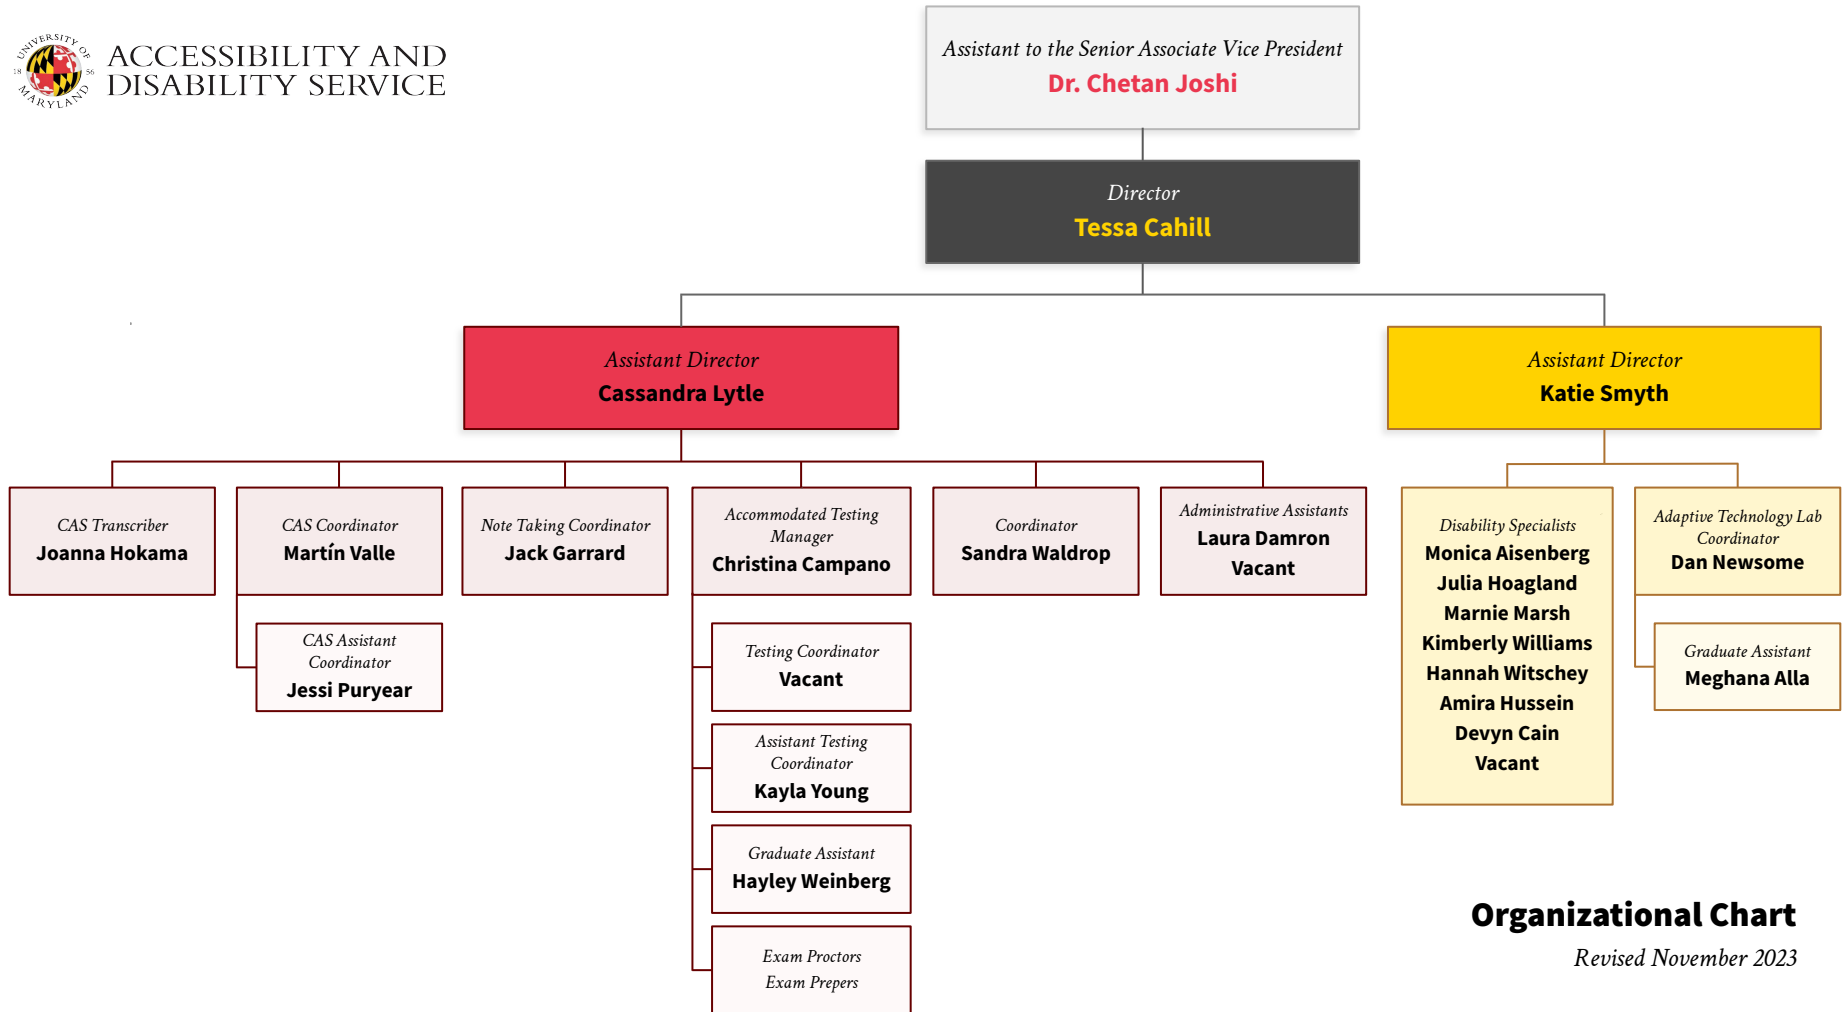 UNIVERSITY OF
18 56
MARYLAND
ACCESSIBILITY AND
DISABILITY SERVICE
Assistant to the Senior Associate Vice President
Dr. Chetan Joshi
Director
Tessa Cahill
Assistant Director
Cassandra Lytle
Assistant Director
Katie Smyth
CAS Transcriber
Joanna Hokama
CAS Coordinator
Martín Valle
CAS Assistant
Coordinator
Jessi Puryear
Note Taking Coordinator
Jack Garrard
Accommodated Testing
Manager
Christina Campano
Testing Coordinator
Vacant
Assistant Testing
Coordinator
Kayla Young
Graduate Assistant
Hayley Weinberg
Exam Proctors
Exam Prepers
Coordinator
Sandra Waldrop
Administrative Assistants
Laura Damron
Vacant
Disability Specialists
Monica Aisenberg
Julia Hoagland
Marnie Marsh
Kimberly Williams
Hannah Witschey
Amira Hussein
Devyn Cain
Vacant
Adaptive Technology Lab
Coordinator
Dan Newsome
Graduate Assistant
Meghana Alla
Organizational Chart
Revised November 2023